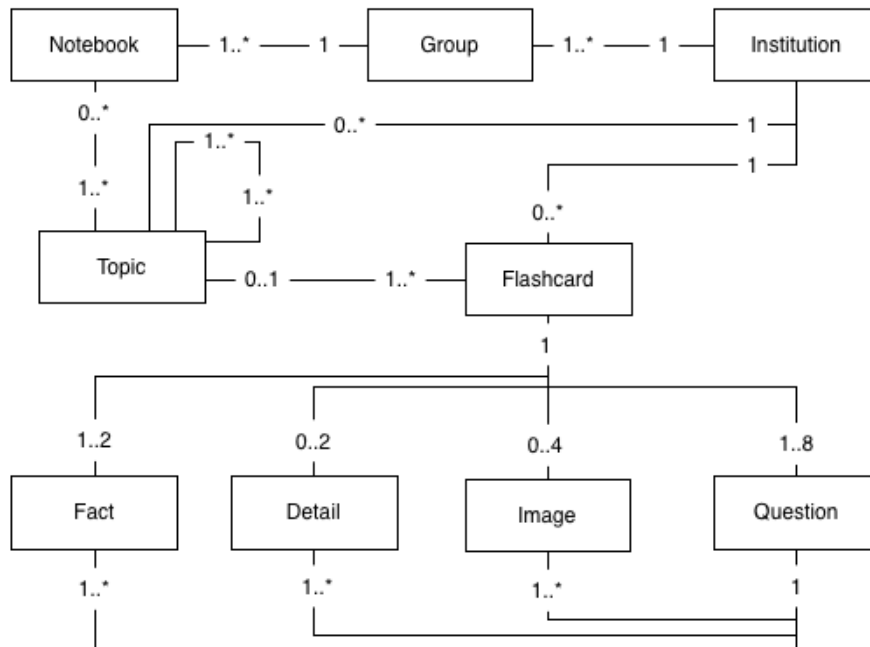 Notebook 1..* 1 Group 1..* 1 Institution
0..* 0..* 1
1..* 1
1..* 1..*
0..*
Topic 0..1 1..* Flashcard
1
1..2 0..2 0..4 1..8
Fact Detail Image Question
1..* 1..* 1..* 1